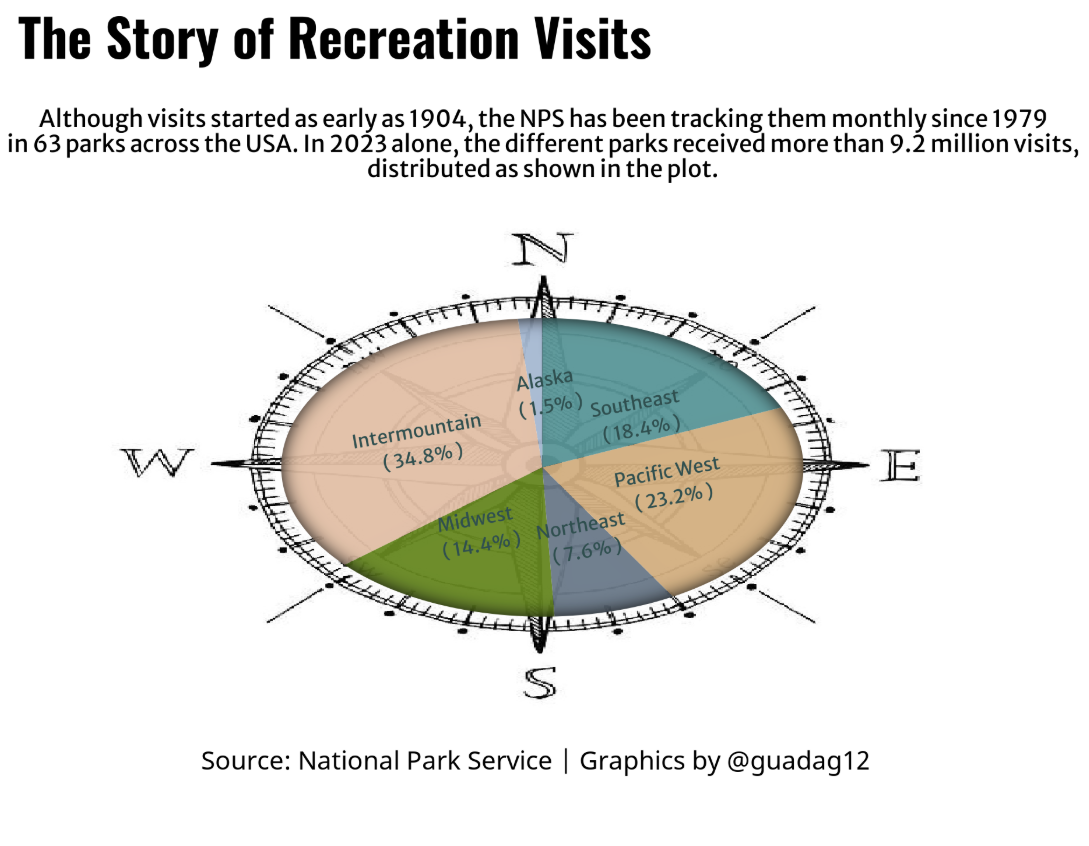 The Story of Recreation Visits
Although visits started as early as 1904, the NPS has been tracking them monthly since 1979
in 63 parks across the USA. In 2023 alone, the different parks received more than 9.2 million visits,
distributed as shown in the plot.
N
Alaska
(1.5%)
Southeast
(18.4%)
Intermountain
(34.8%)
W
E
Pacific West
(23.2%)
Midwest
(14.4%)
Northeast
(7.6%)
S
Source: National Park Service | Graphics by @guadag12